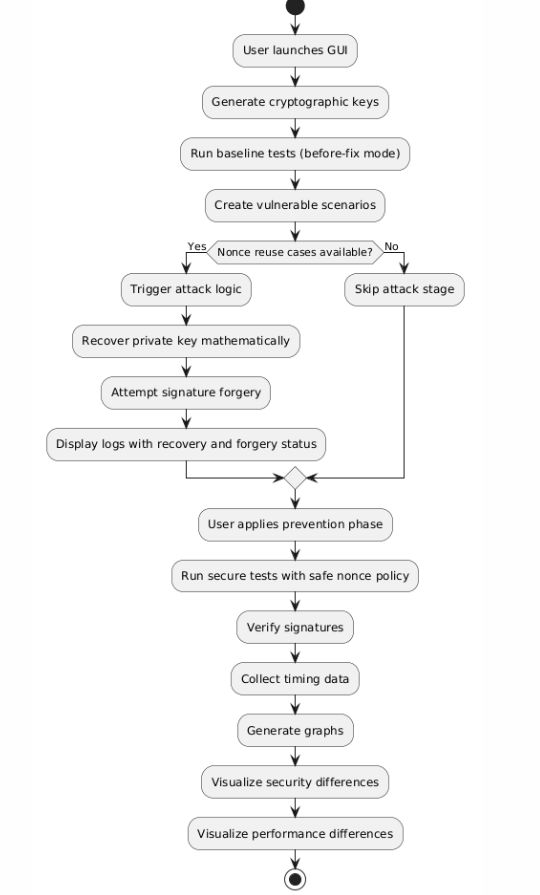 User launches GUI
Generate cryptographic keys
Run baseline tests (before-fix mode)
Create vulnerable scenarios
Yes
Nonce reuse cases available?
No
Trigger attack logic
Skip attack stage
Recover private key mathematically
Attempt signature forgery
Display logs with recovery and forgery status
User applies prevention phase
Run secure tests with safe nonce policy
Verify signatures
Collect timing data
Generate graphs
Visualize security differences
Visualize performance differences